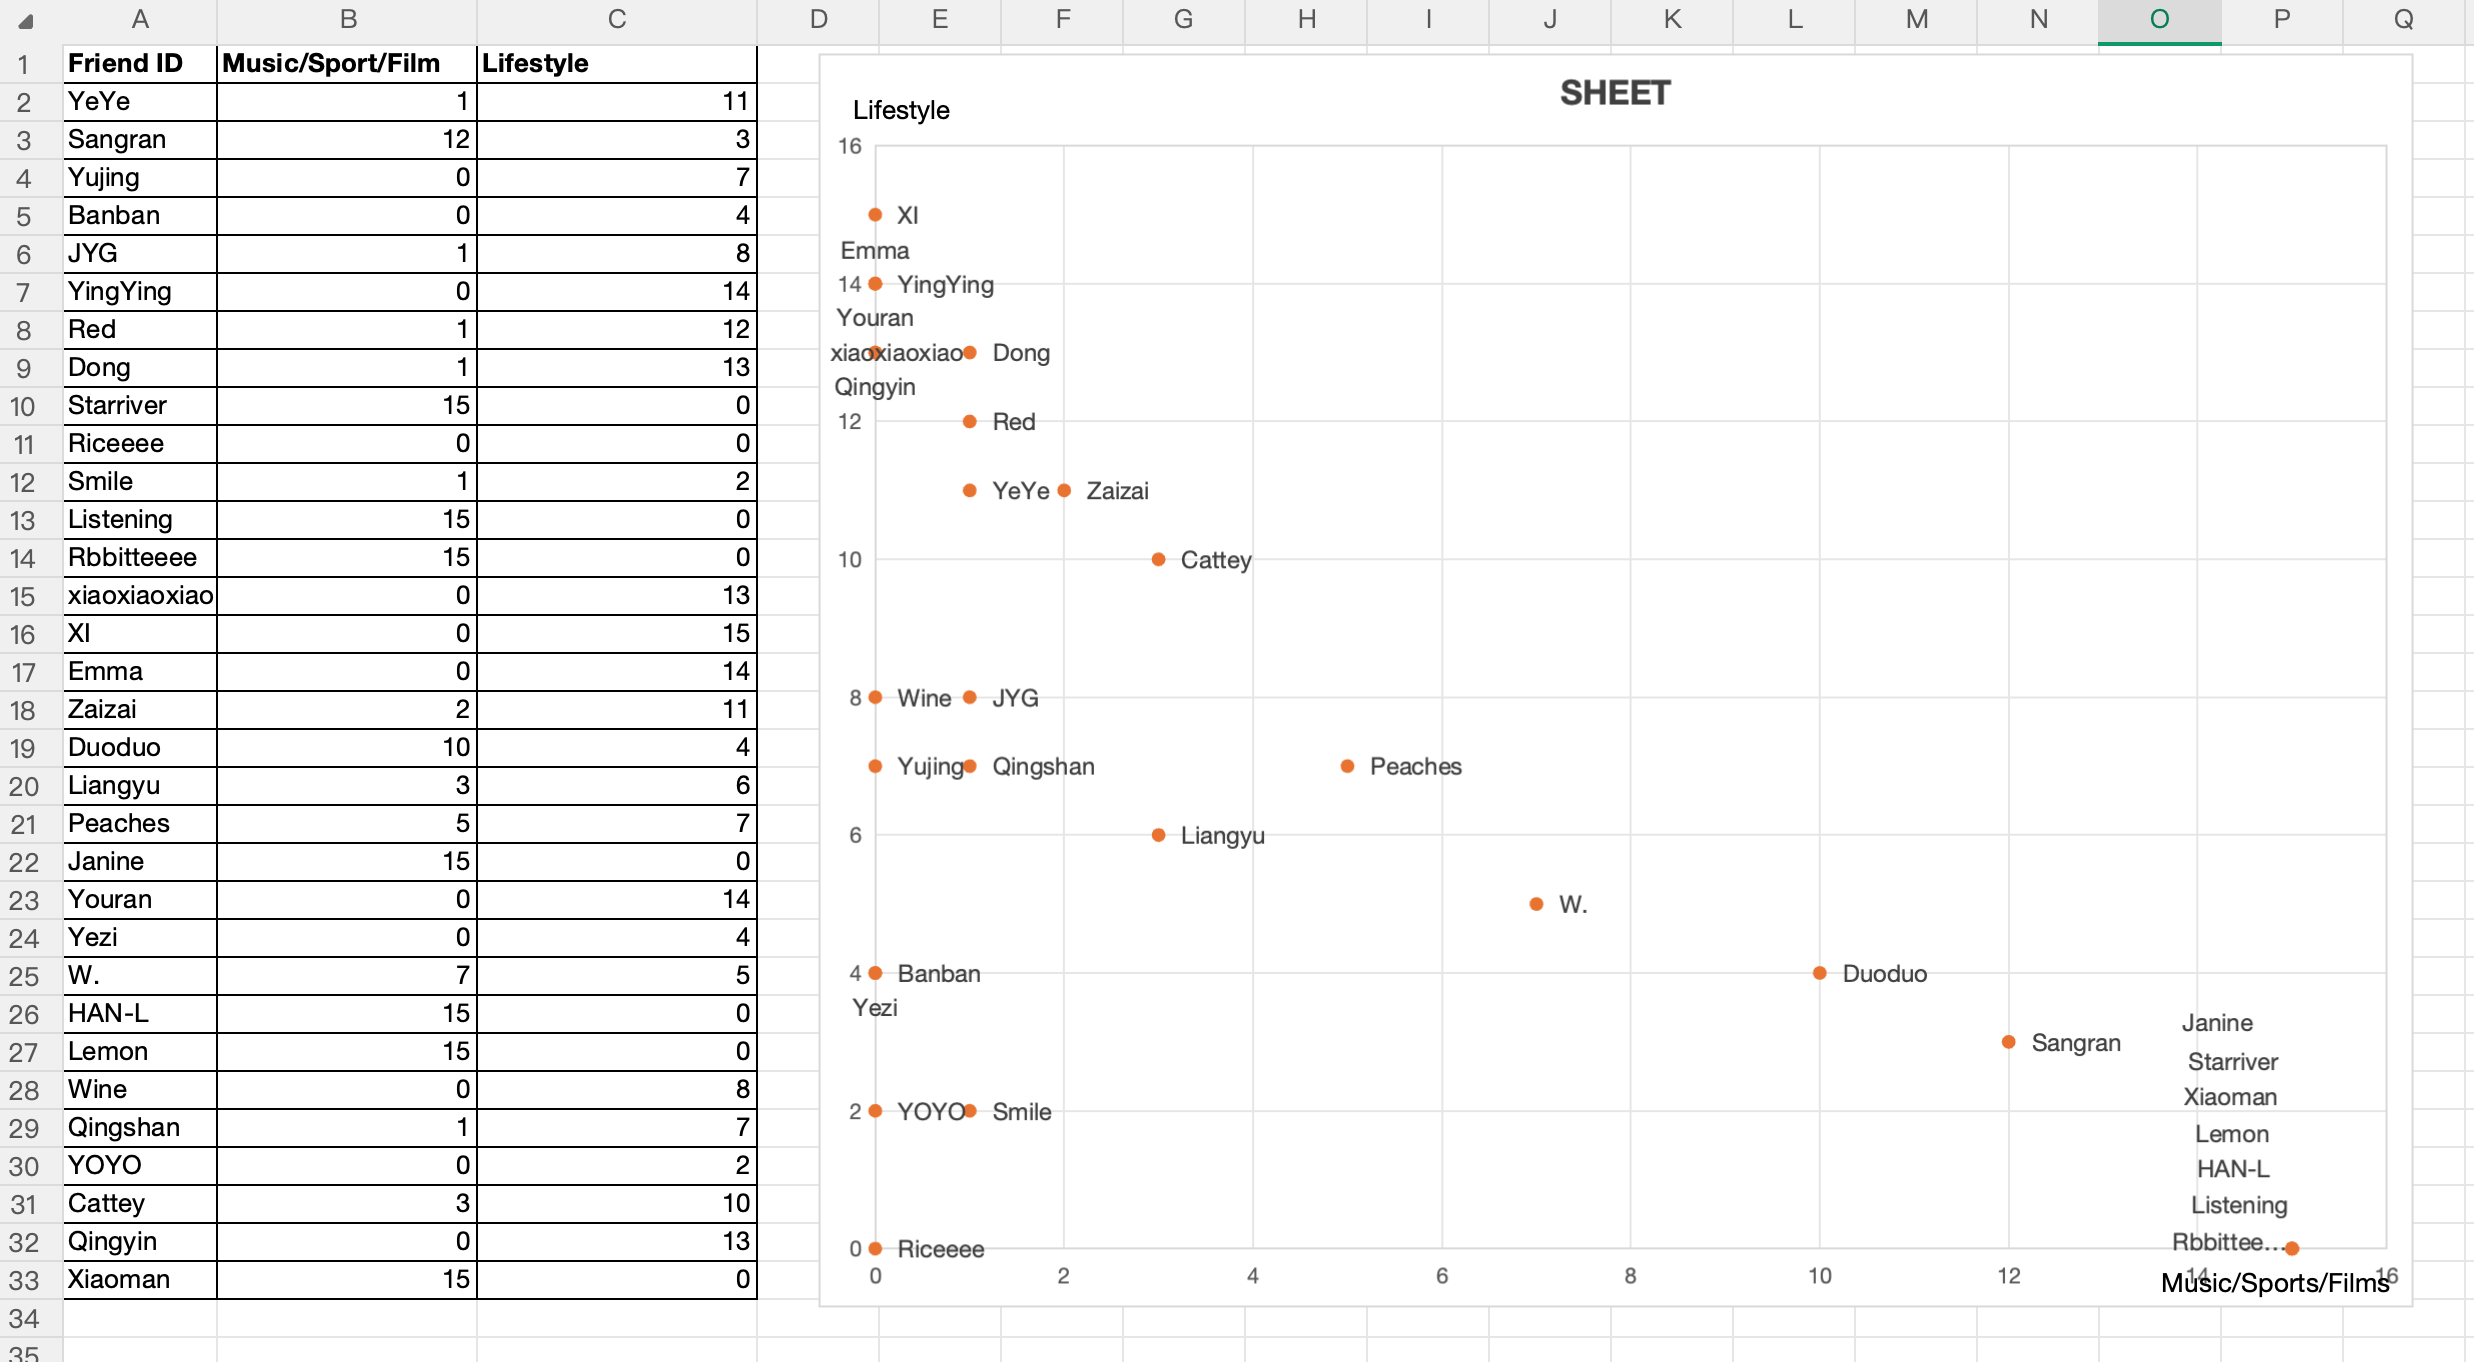 A B C D E F G H I J K L M N O P Q
1 Friend ID Music/Sport/Film Lifestyle
2 YeYe 1 11
3 Sangran 12 3
4 Yujing 0 7
5 Banban 0 4
6 JYG 1 8
7 YingYing 0 14
8 Red 1 12
9 Dong 1 13
10 Starriver 15 0
11 Riceeee 0 0
12 Smile 1 2
13 Listening 15 0
14 Rbbitteeee 15 0
15 xiaoxiaoxiao 0 13
16 XI 0 15
17 Emma 0 14
18 Zaizai 2 11
19 Duoduo 10 4
20 Liangyu 3 6
21 Peaches 5 7
22 Janine 15 0
23 Youran 0 14
24 Yezi 0 4
25 W. 7 5
26 HAN-L 15 0
27 Lemon 15 0
28 Wine 0 8
29 Qingshan 1 7
30 YOYO 0 2
31 Cattey 3 10
32 Qingyin 0 13
33 Xiaoman 15 0
34
35
SHEET
Lifestyle
16
XI
Emma
14 YingYing
Youran
xiaoxiaoxiao Dong
Qingyin
12 Red
YeYe Zaizai
10 Cattey
8 Wine JYG
Yujing Qingshan Peaches
6 Liangyu
W.
4 Banban Duoduo
Yezi
Janine
Sangran
Starriver
Xiaoman
2 YOYO Smile
Lemon
HAN-L
Listening
Rbbittee...
0 Riceeee
0 2 4 6 8 10 12 14 16
Music/Sports/Films